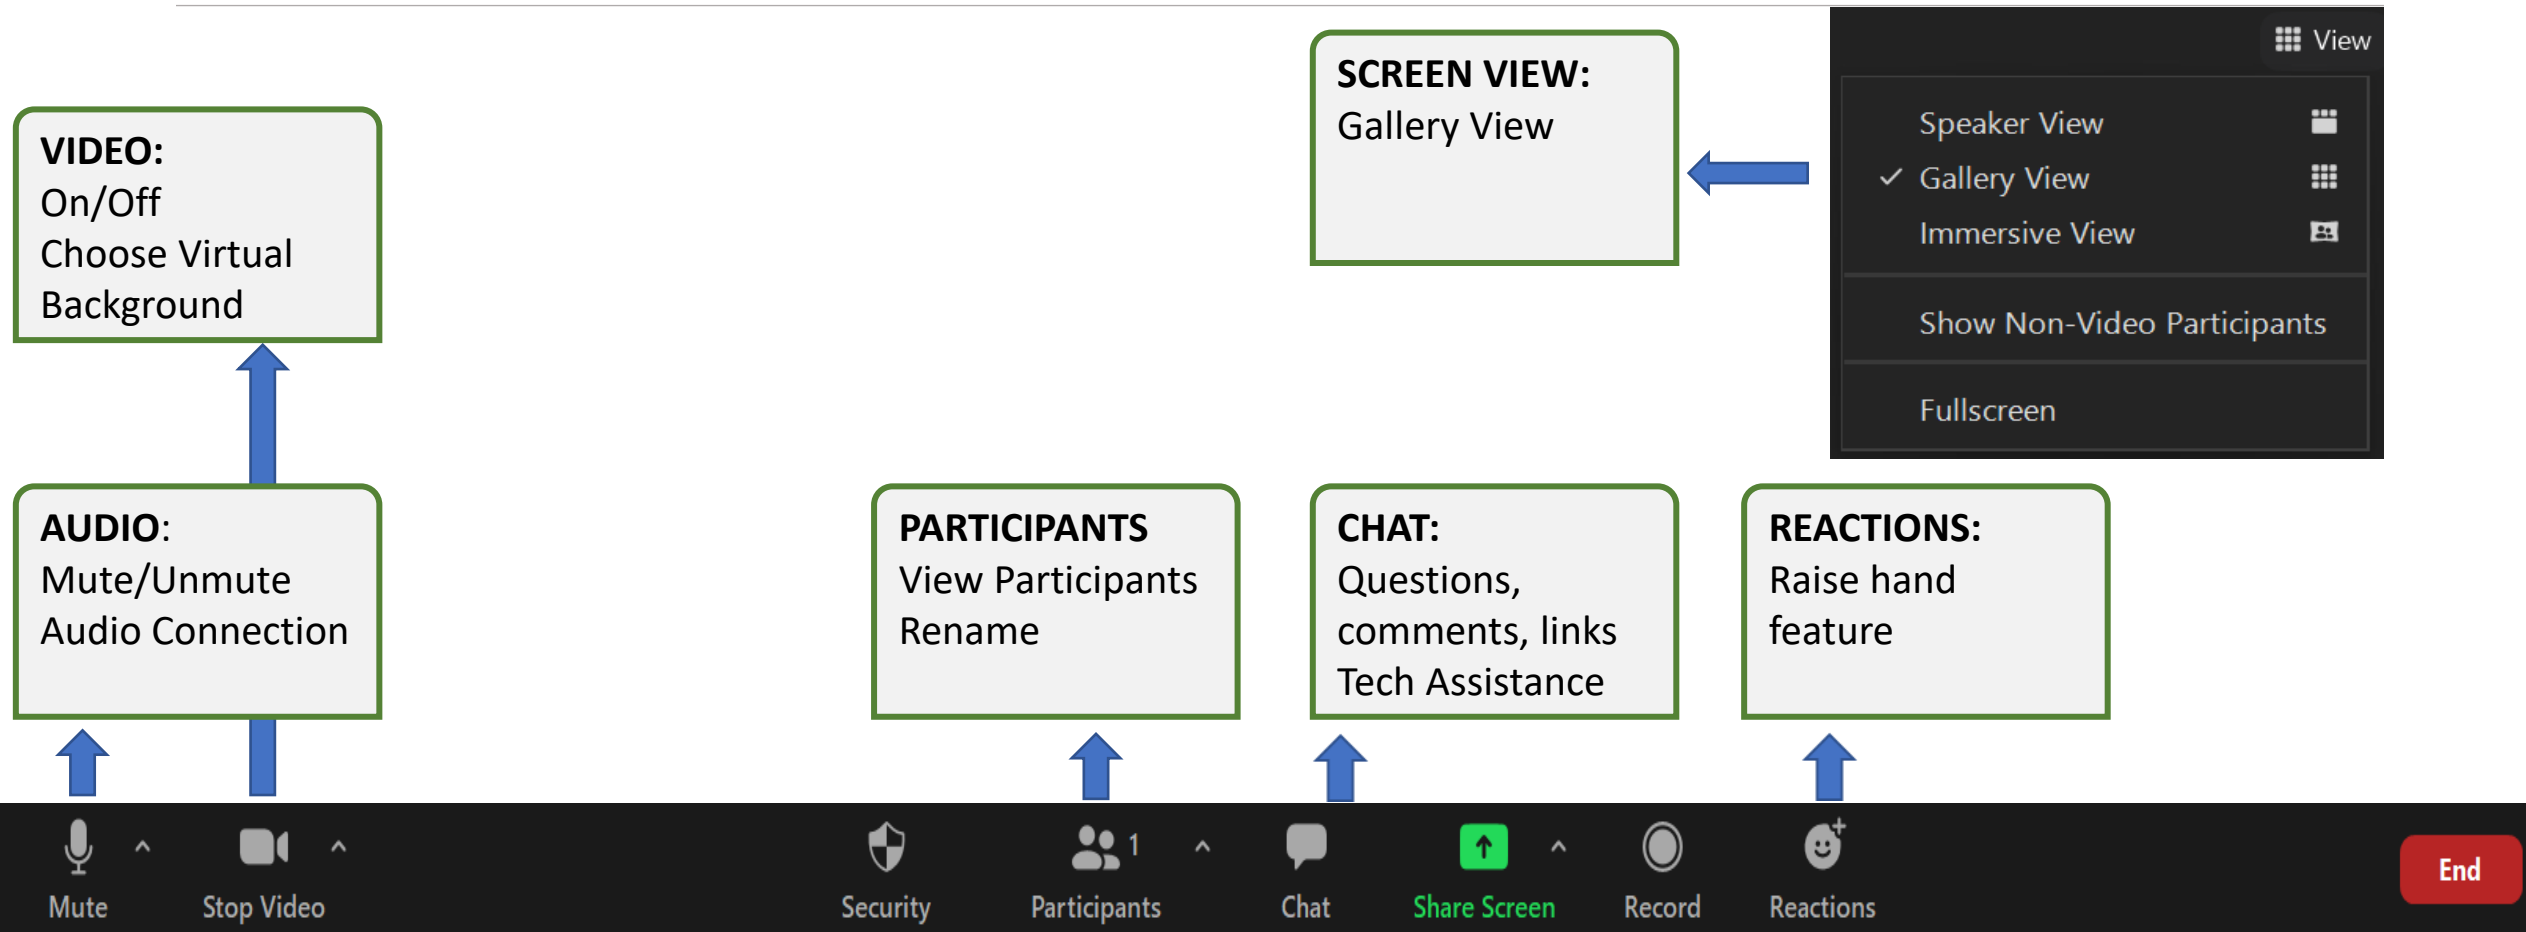 View
SCREEN VIEW:
Gallery View
Speaker View
Gallery View
Immersive View
Show Non-Video Participants
Fullscreen
VIDEO:
On/Off
Choose Virtual
Background
AUDIO:
Mute/Unmute
Audio Connection
PARTICIPANTS
View Participants
Rename
CHAT:
Questions,
comments, links
Tech Assistance
REACTIONS:
Raise hand
feature
1
Mute
Stop Video
Security
Participants
Chat
Share Screen
Record
Reactions
End